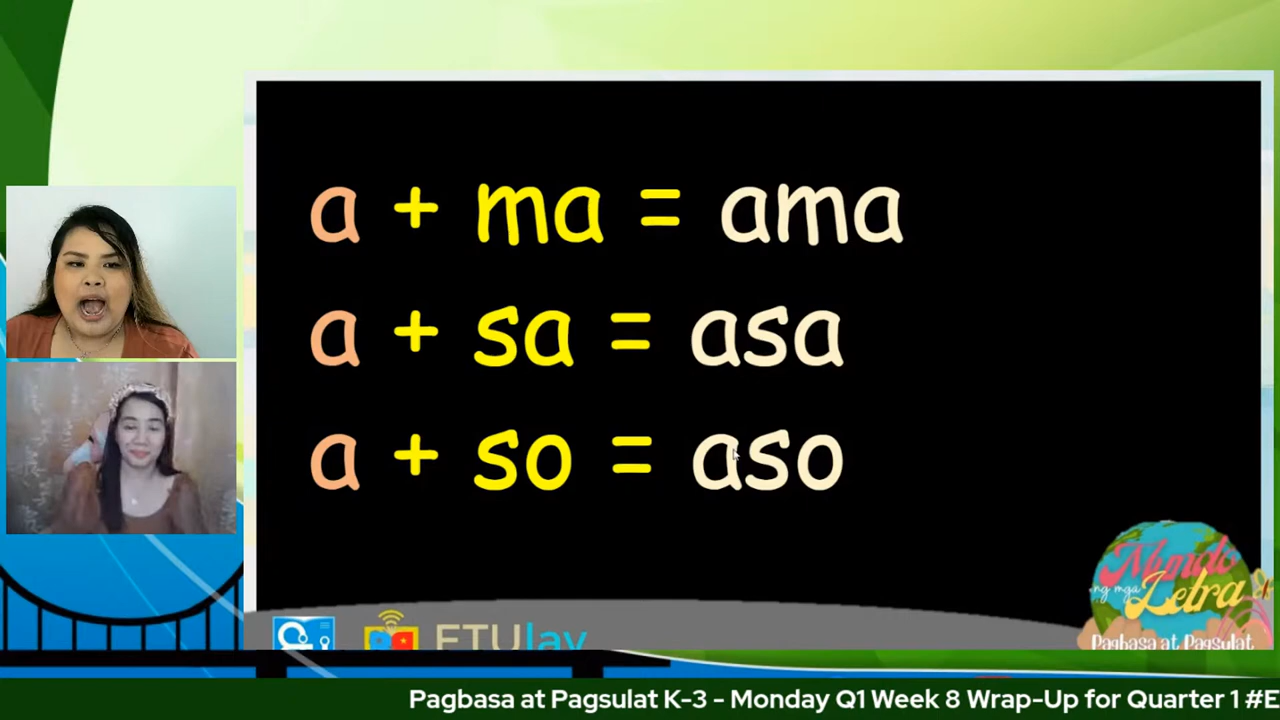 a + ma = ama
a + sa = asa
a + so = aso
Mundo
ng mga
Letra
Pagbasa at Pagsulat
ETUlay
Pagbasa at Pagsulat K-3 - Monday Q1 Week 8 Wrap-Up for Quarter 1 #E